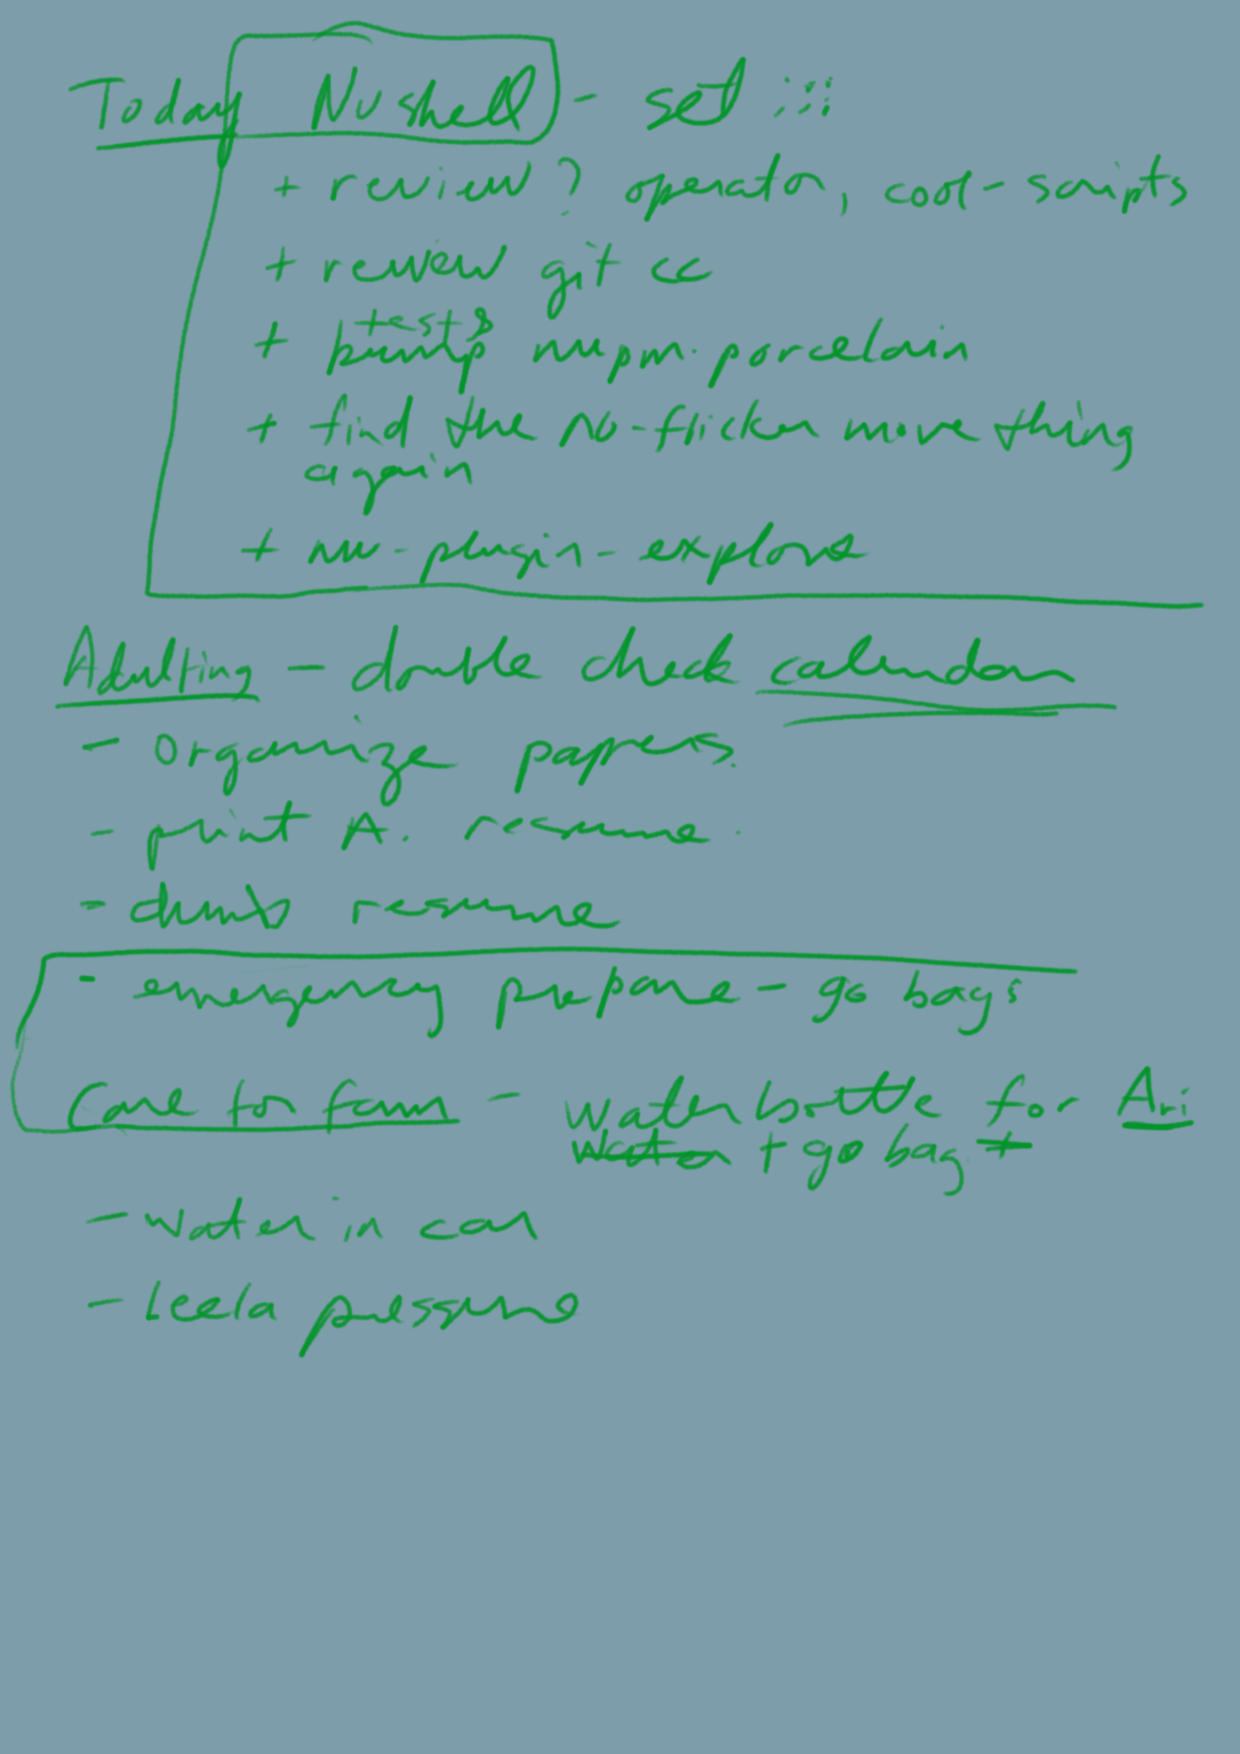 Today Nushell - set :::
+ review ? operator, cool-scripts
+ review git cc
tests
+ bump nupm porcelain
+ find the no-flicker move thing
again
+ nu-plugin-explore
Adulting - double check calendar
- organize papers.
- print A. resume.
- dumb resume
- emergency prepare - go bags
Care for fam - water bottle for Ari
+ go bag
- water in car
- Leela pressure